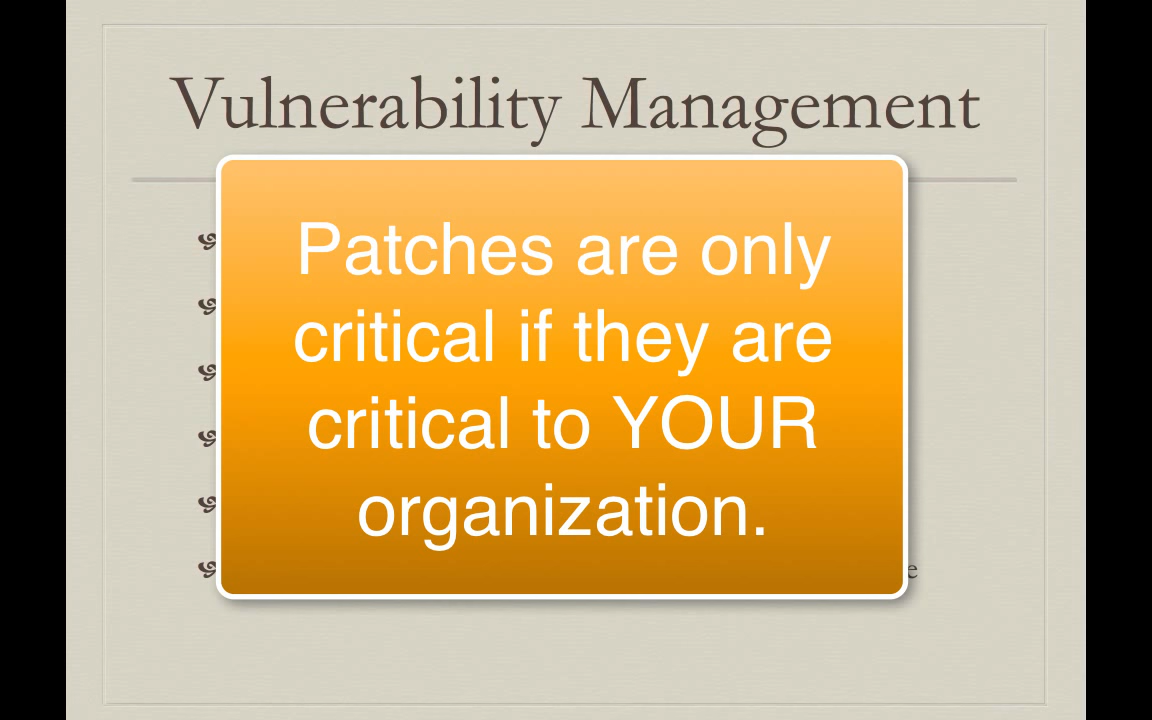 Vulnerability Management
Patches are only
critical if they are
critical to YOUR
organization.